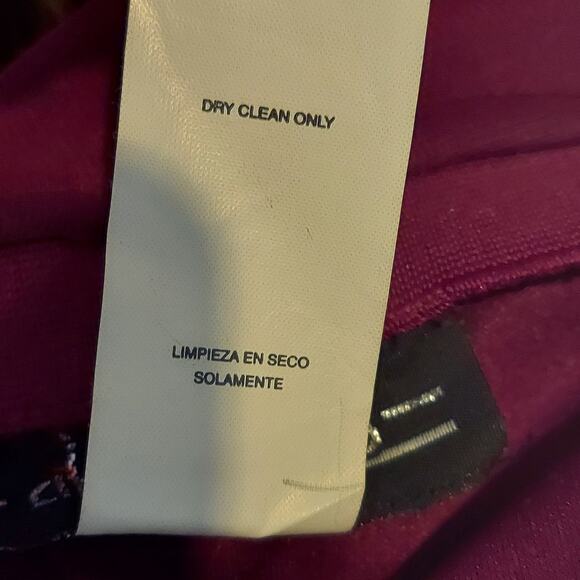 DRY CLEAN ONLY
LIMPIEZA EN SECO
SOLAMENTE